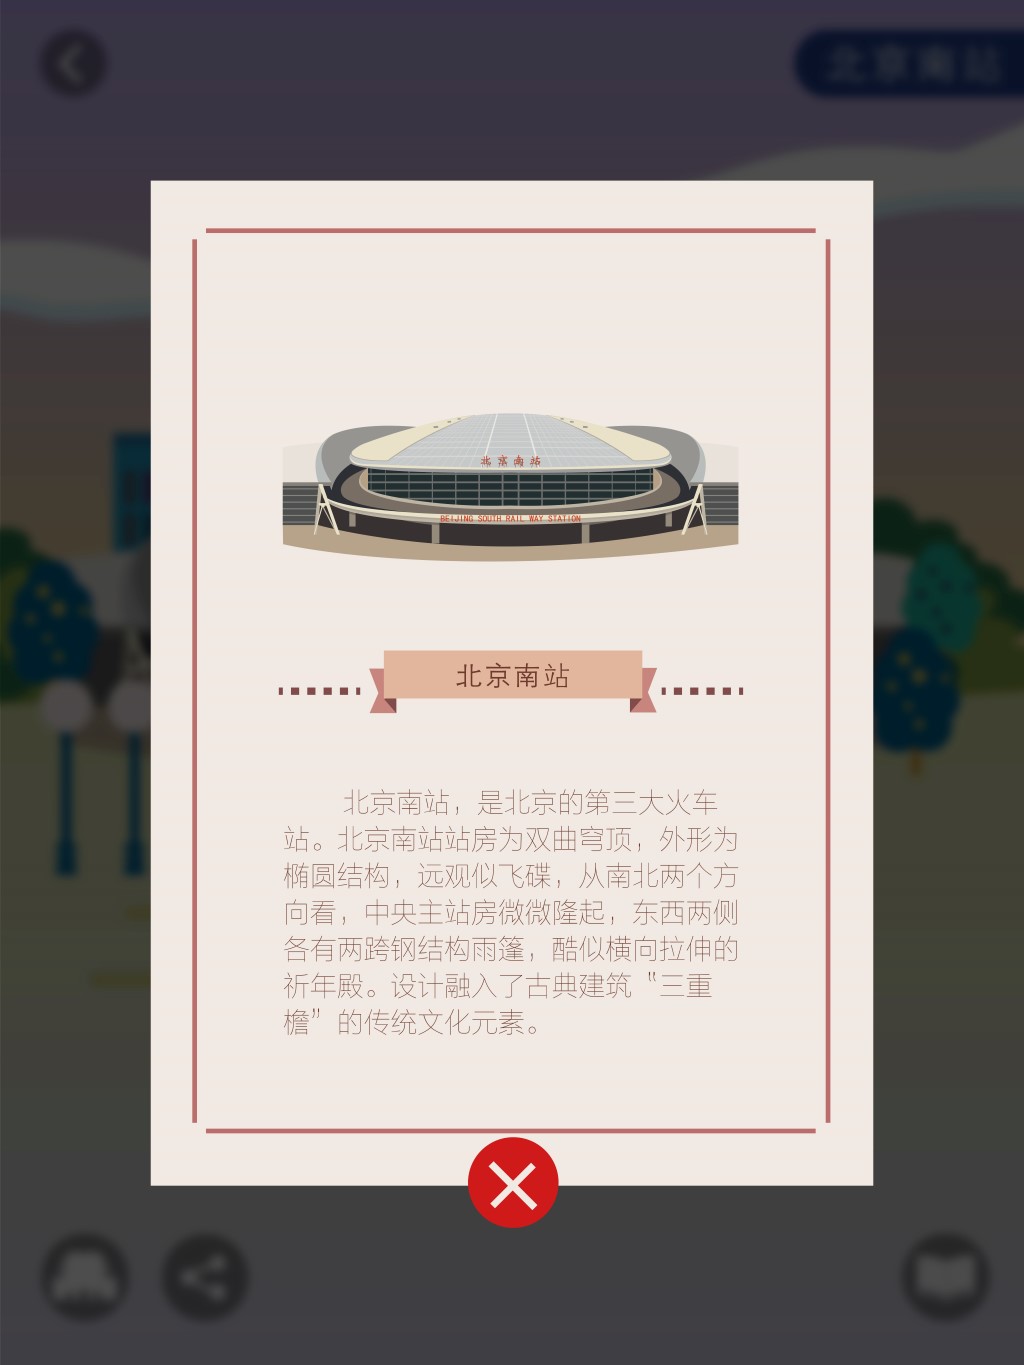 北京南站
北京南站
BEIJING SOUTH RAIL WAY STATION
北京南站
北京南站，是北京的第三大火车
站。北京南站站房为双曲穹顶，外形为
椭圆结构，远观似飞碟，从南北两个方
向看，中央主站房微微隆起，东西两侧
各有两跨钢结构雨篷，酷似横向拉伸的
祈年殿。设计融入了古典建筑“三重
檐”的传统文化元素。